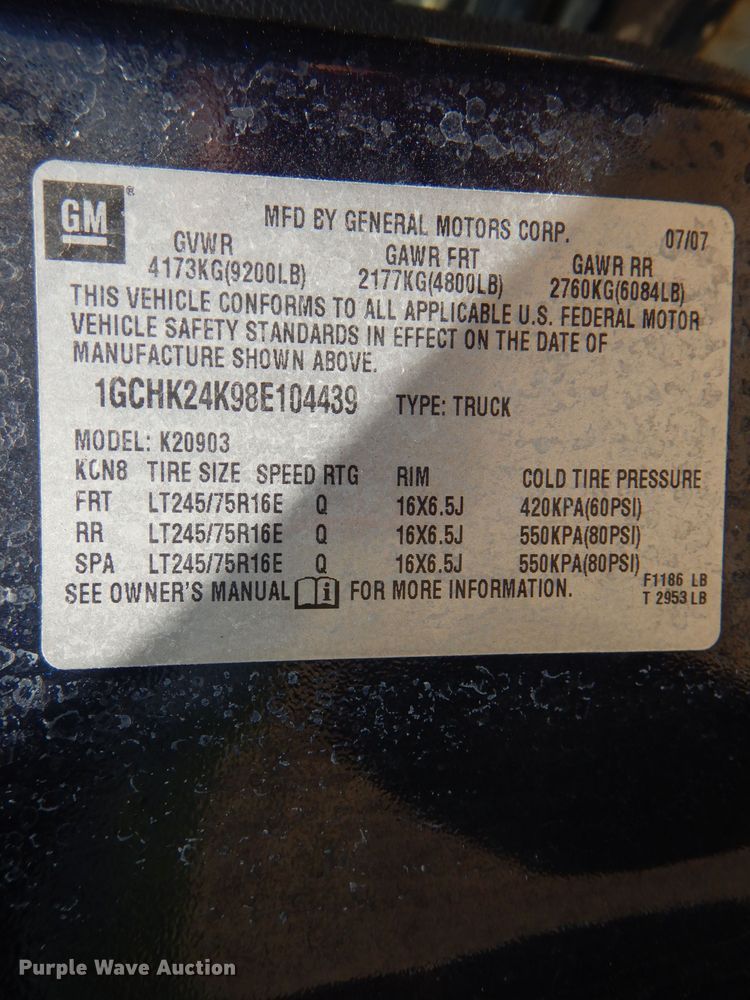 GM®
MFD BY GENERAL MOTORS CORP. 07/07
GVWR GAWR FRT GAWR RR
4173KG(9200LB) 2177KG(4800LB) 2760KG(6084LB)
THIS VEHICLE CONFORMS TO ALL APPLICABLE U.S. FEDERAL MOTOR
VEHICLE SAFETY STANDARDS IN EFFECT ON THE DATE OF
MANUFACTURE SHOWN ABOVE.
1GCHK24K98E104439 TYPE: TRUCK
MODEL: K20903
KCN8 TIRE SIZE SPEED RTG RIM COLD TIRE PRESSURE
FRT LT245/75R16E Q 16X6.5J 420KPA(60PSI)
RR LT245/75R16E Q 16X6.5J 550KPA(80PSI)
SPA LT245/75R16E Q 16X6.5J 550KPA(80PSI)
SEE OWNER'S MANUAL i FOR MORE INFORMATION.
F1186 LB
T 2953 LB
Purple Wave Auction